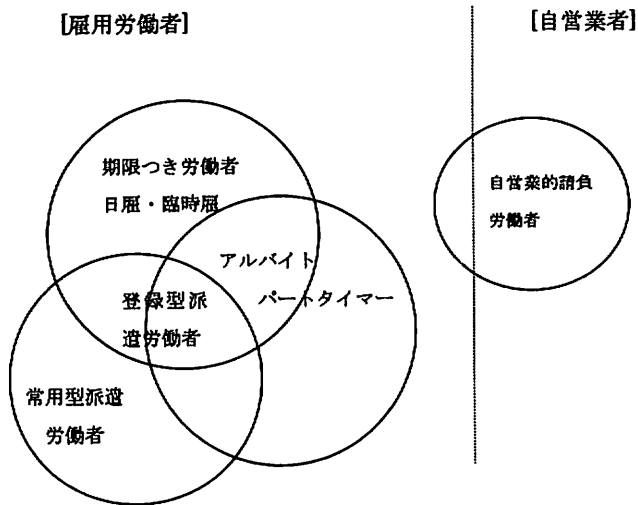 [雇用労働者]
[自営業者]
期限つき労働者
日雇・臨時雇
自営業的請負
労働者
アルバイト
パートタイマー
登録型派
遣労働者
常用型派遣
労働者